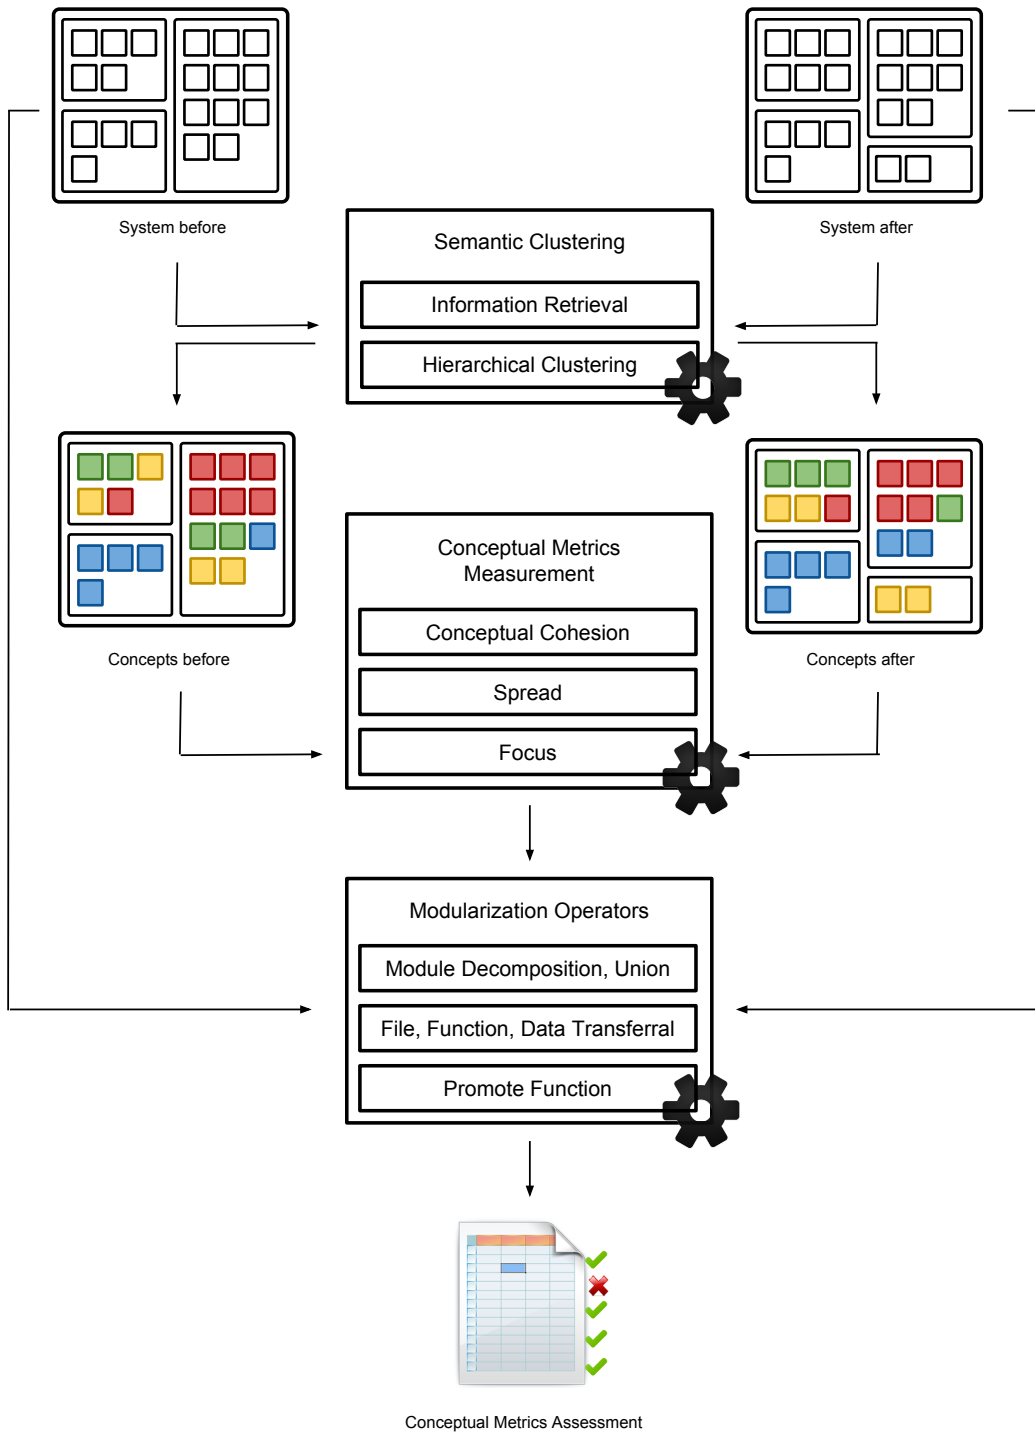 System before
System after
Semantic Clustering
Information Retrieval
Hierarchical Clustering
Concepts before
Concepts after
Conceptual Metrics
Measurement
Conceptual Cohesion
Spread
Focus
Modularization Operators
Module Decomposition, Union
File, Function, Data Transferral
Promote Function
Conceptual Metrics Assessment